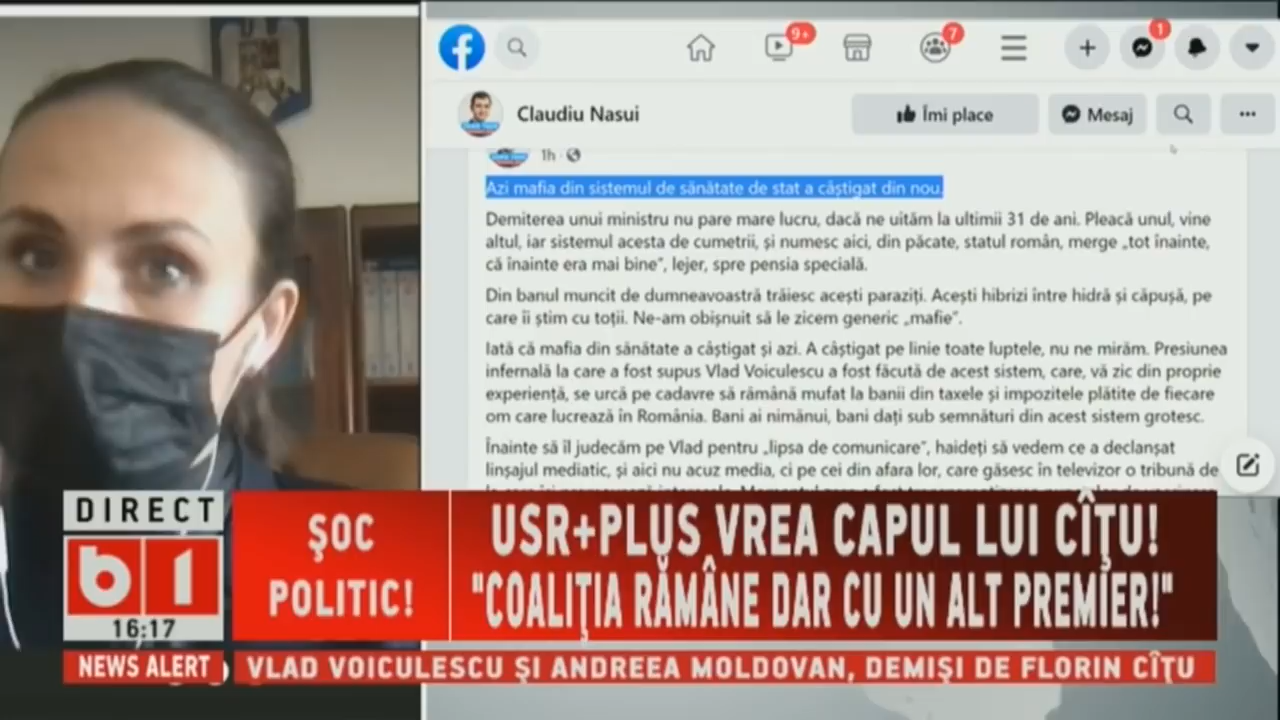 9+
7
1
Claudiu Nasui
Îmi place
Mesaj
1h
Azi mafia din sistemul de sănătate de stat a câștigat din nou.
Demiterea unui ministru nu pare mare lucru, dacă ne uităm la ultimii 31 de ani. Pleacă unul, vine
altul, iar sistemul acesta de cumetrii, și numesc aici, din păcate, statul român, merge „tot înainte,
că înainte era mai bine”, lejer, spre pensia specială.
Din banul muncit de dumneavoastră trăiesc acești paraziți. Acești hibrizi între hidră și căpușă, pe
care îi știm cu toții. Ne-am obișnuit să le zicem generic „mafie”.
Iată că mafia din sănătate a câștigat și azi. A câștigat pe linie toate luptele, nu ne mirăm. Presiunea
infernală la care a fost supus Vlad Voiculescu a fost făcută de acest sistem, care, vă zic din proprie
experiență, se urcă pe cadavre să rămână mufat la banii din taxele și impozitele plătite de fiecare
om care lucrează în România. Bani ai nimănui, bani dați sub semnături din acest sistem grotesc.
Înainte să îl judecăm pe Vlad pentru „lipsa de comunicare”, haideți să vedem ce a declanșat
linșajul mediatic, și aici nu acuz media, ci pe cei din afara lor, care găsesc în televizor o tribună de
DIRECT
b1
16:17
ŞOC
POLITIC!
USR+PLUS VREA CAPUL LUI CÎŢU!
"COALIŢIA RĂMÂNE DAR CU UN ALT PREMIER!"
NEWS ALERT
VLAD VOICULESCU ŞI ANDREEA MOLDOVAN, DEMIŞI DE FLORIN CÎŢU